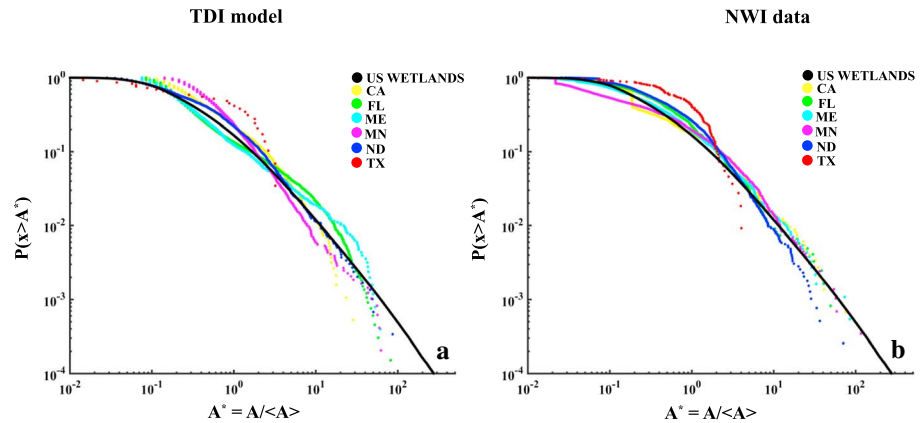 TDI model
NWI data
P(x>A*)
10^0
10^-1
10^-2
10^-3
10^-4
US WETLANDS
CA
FL
ME
MN
ND
TX
a
10^-2
10^-1
10^0
10^1
10^2
A* = A/<A>
P(x>A*)
10^0
10^-1
10^-2
10^-3
10^-4
US WETLANDS
CA
FL
ME
MN
ND
TX
b
10^-2
10^-1
10^0
10^1
10^2
A* = A/<A>